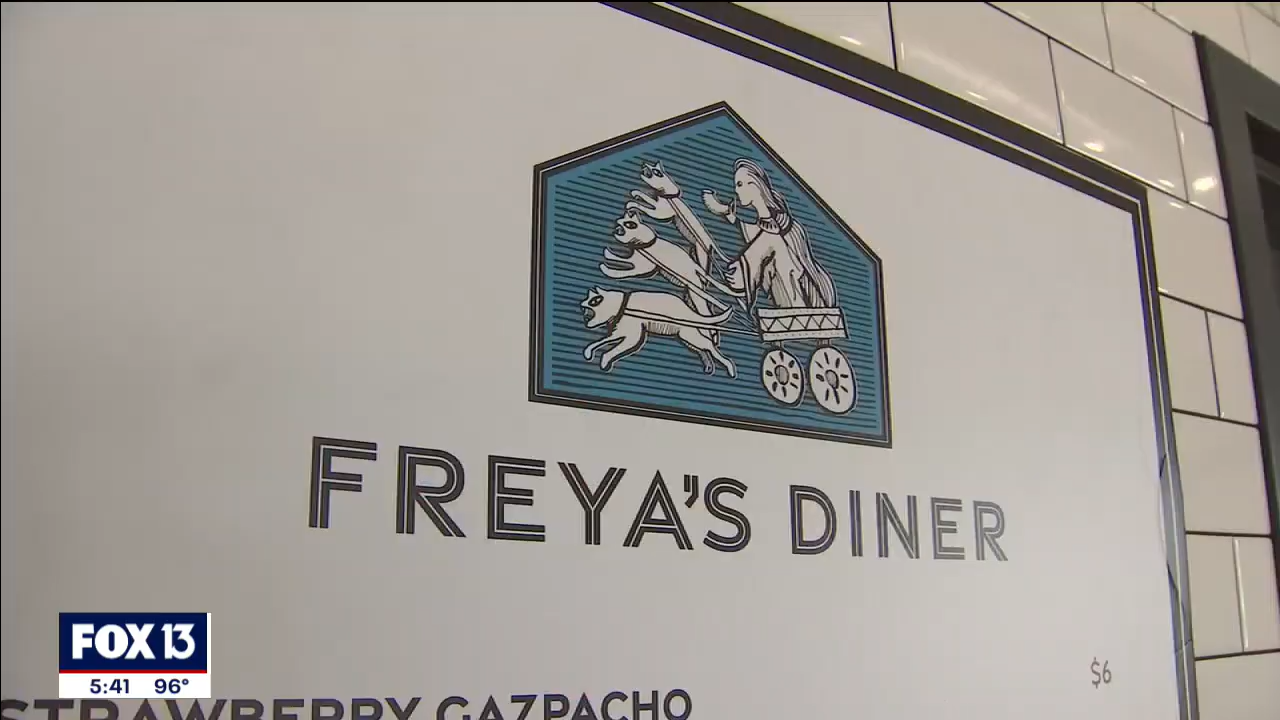 FREYA'S DINER
$6
STRAWBERRY GAZPACHO
FOX 13
5:41 96°